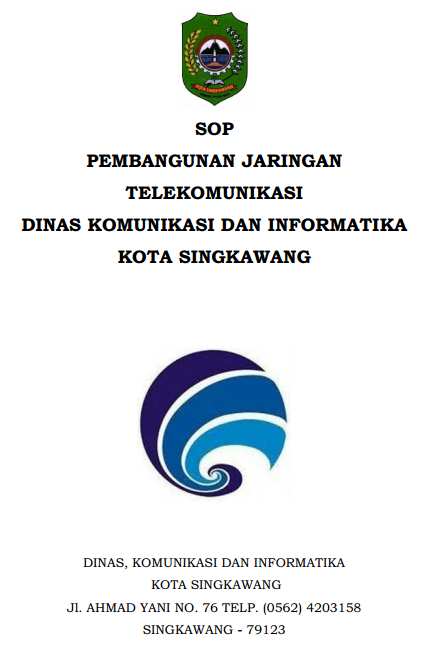 SOP
PEMBANGUNAN JARINGAN
TELEKOMUNIKASI
DINAS KOMUNIKASI DAN INFORMATIKA
KOTA SINGKAWANG
DINAS, KOMUNIKASI DAN INFORMATIKA
KOTA SINGKAWANG
Jl. AHMAD YANI NO. 76 TELP. (0562) 4203158
SINGKAWANG - 79123